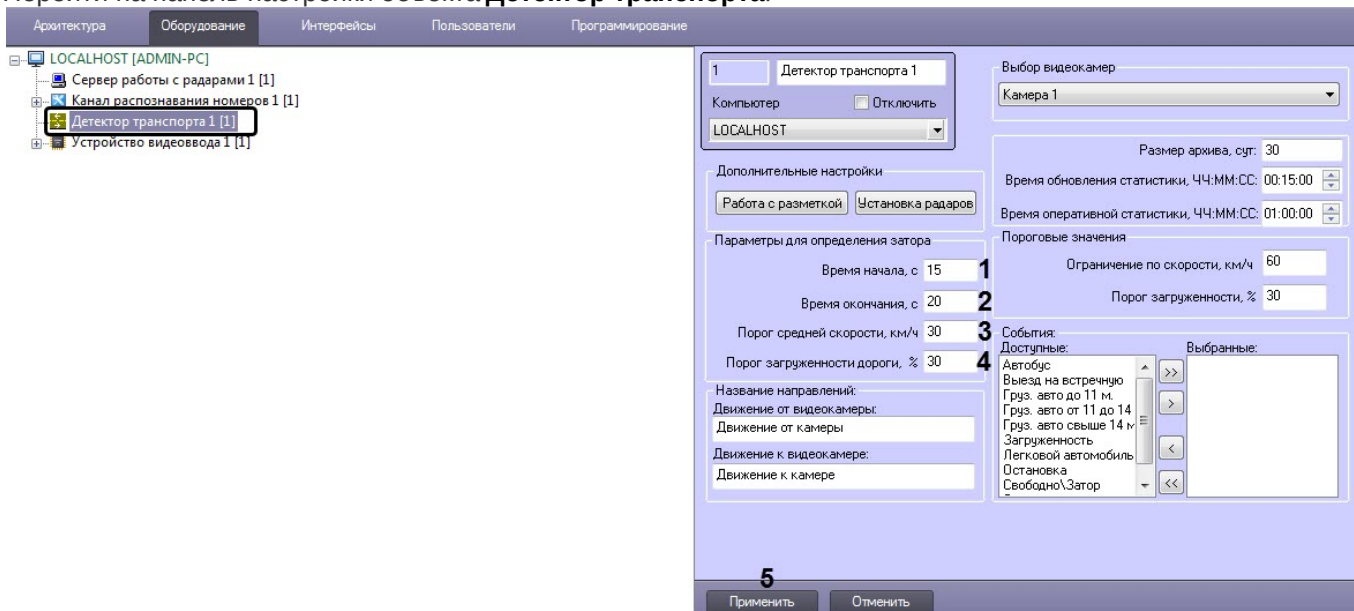 Перейти на панель настройки объекта Детектор транспорта.
Архитектура Оборудование Интерфейсы Пользователи Программирование
LOCALHOST [ADMIN-PC]
Сервер работы с радарами 1 [1]
Канал распознавания номеров 1 [1]
Детектор транспорта 1 [1]
Устройство видеоввода 1 [1]
1 Детектор транспорта 1
Компьютер Отключить
LOCALHOST
Дополнительные настройки
Работа с разметкой Установка радаров
Параметры для определения затора
Время начала, с 15 1
Время окончания, с 20 2
Порог средней скорости, км/ч 30 3
Порог загруженности дороги, % 30 4
Название направлений:
Движение от видеокамеры:
Движение от камеры
Движение к видеокамере:
Движение к камере
Выбор видеокамер
Камера 1
Размер архива, сут: 30
Время обновления статистики, ЧЧ:ММ:СС: 00:15:00
Время оперативной статистики, ЧЧ:ММ:СС: 01:00:00
Пороговые значения
Ограничение по скорости, км/ч 60
Порог загруженности, % 30
События:
Доступные: Выбранные:
Автобус
Выезд на встречную
Груз. авто до 11 м.
Груз. авто от 11 до 14
Груз. авто свыше 14 м
Загруженность
Легковой автомобиль
Остановка
Свободно\Затор
>>
>
<
<<
5
Применить Отменить